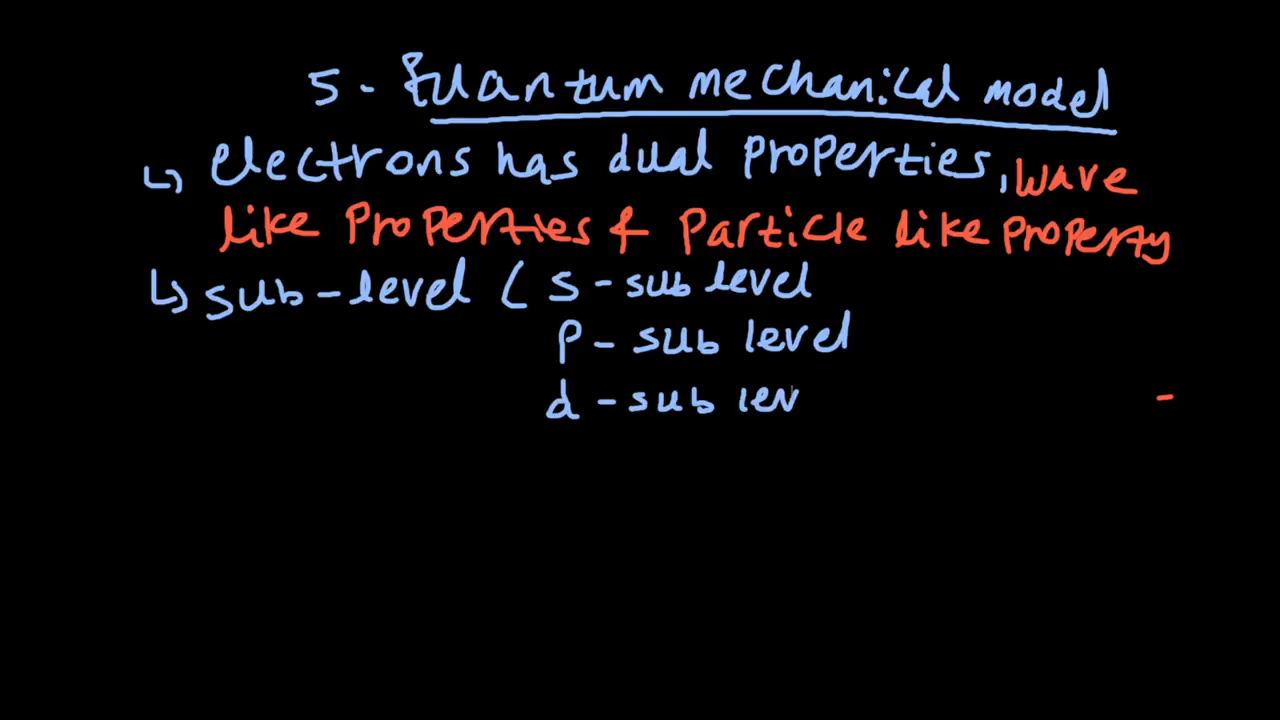 5 - Quantum mechanical model
↳ electrons has dual properties, wave
like properties & particle like property
↳ sub-level ( s - sub level
p - sub level
d - sub lev
-